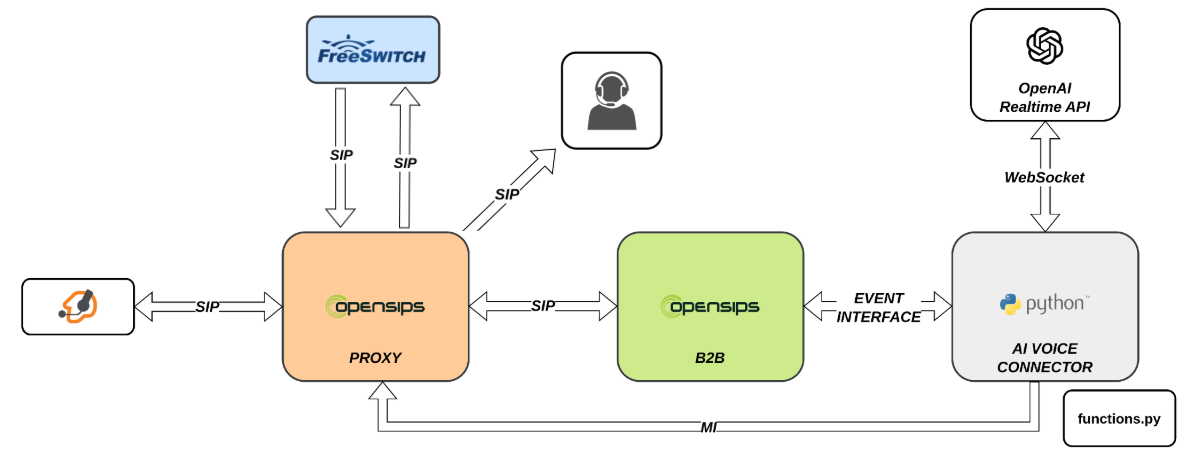 FreeSWITCH
OpenAI
Realtime API
SIP
SIP
SIP
WebSocket
SIP
opensips
PROXY
SIP
opensips
B2B
EVENT
INTERFACE
python™
AI VOICE
CONNECTOR
MI
functions.py